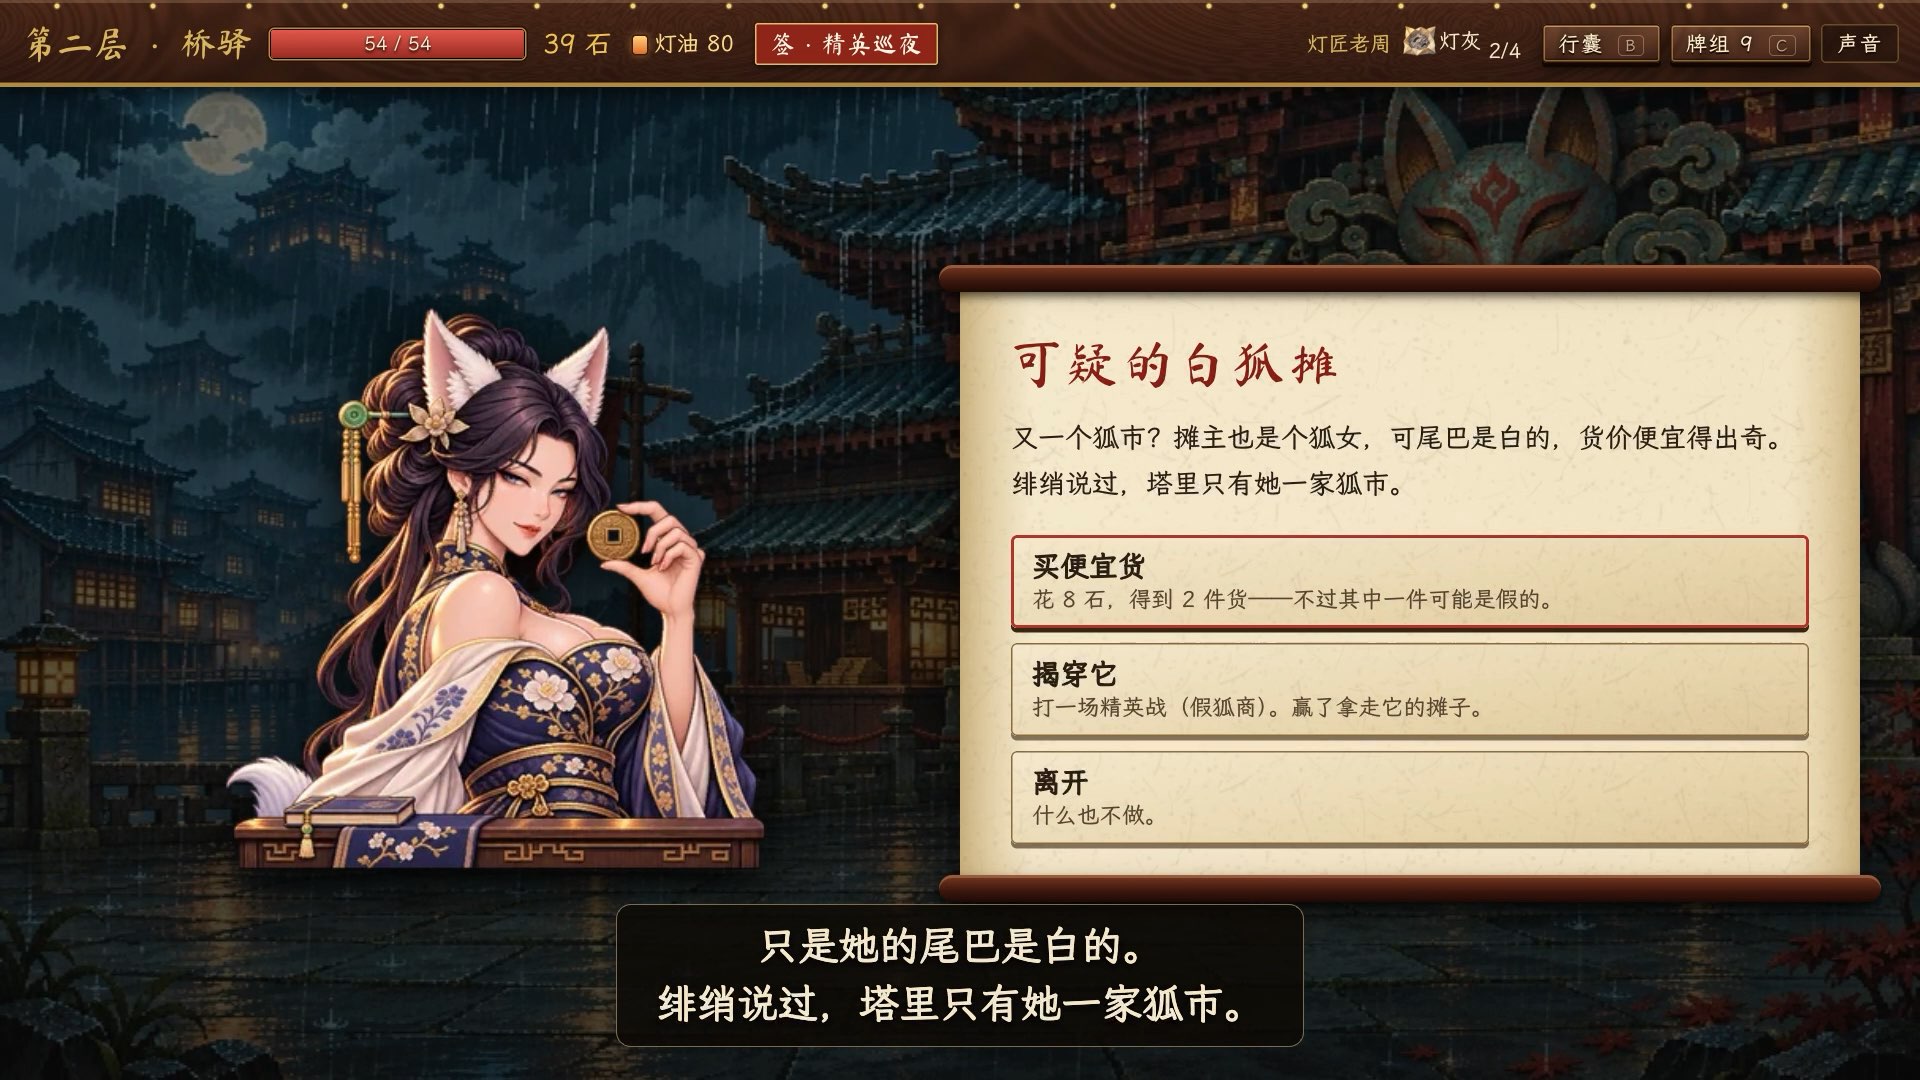 第二层 · 桥驿
54 / 54
39 石
灯油 80
签 · 精英巡夜
灯匠老周
灯灰 2/4
行囊 B
牌组 9 C
声音
可疑的白狐摊
又一个狐市？摊主也是个狐女，可尾巴是白的，货价便宜得出奇。
绯绡说过，塔里只有她一家狐市。
买便宜货
花 8 石，得到 2 件货——不过其中一件可能是假的。
揭穿它
打一场精英战（假狐商）。赢了拿走它的摊子。
离开
什么也不做。
只是她的尾巴是白的。
绯绡说过，塔里只有她一家狐市。